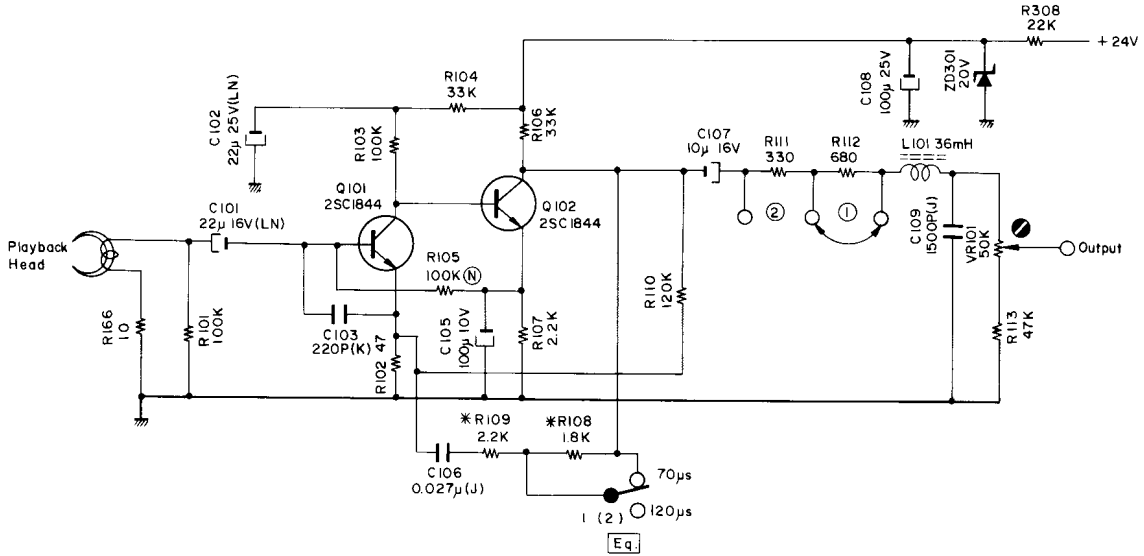 R308
22K
+24V
C108
100μ 25V
ZD301
20V
R104
33K
C102
22μ 25V(LN)
R103
100K
R106
33K
C107
10μ 16V
R111
330
R112
680
L101 36mH
Q101
2SC1844
Q102
2SC1844
②
①
C109
1500P(J)
VR101
50K
Output
C101
22μ 16V(LN)
Playback
Head
R105
100K Ⓝ
R110
120K
R166
10
R101
100K
C103
220P(K)
R102 47
C105
100μ 10V
R107
2.2K
R113
47K
*R109
2.2K
*R108
1.8K
C106
0.027μ(J)
70μs
120μs
1 (2)
Eq.